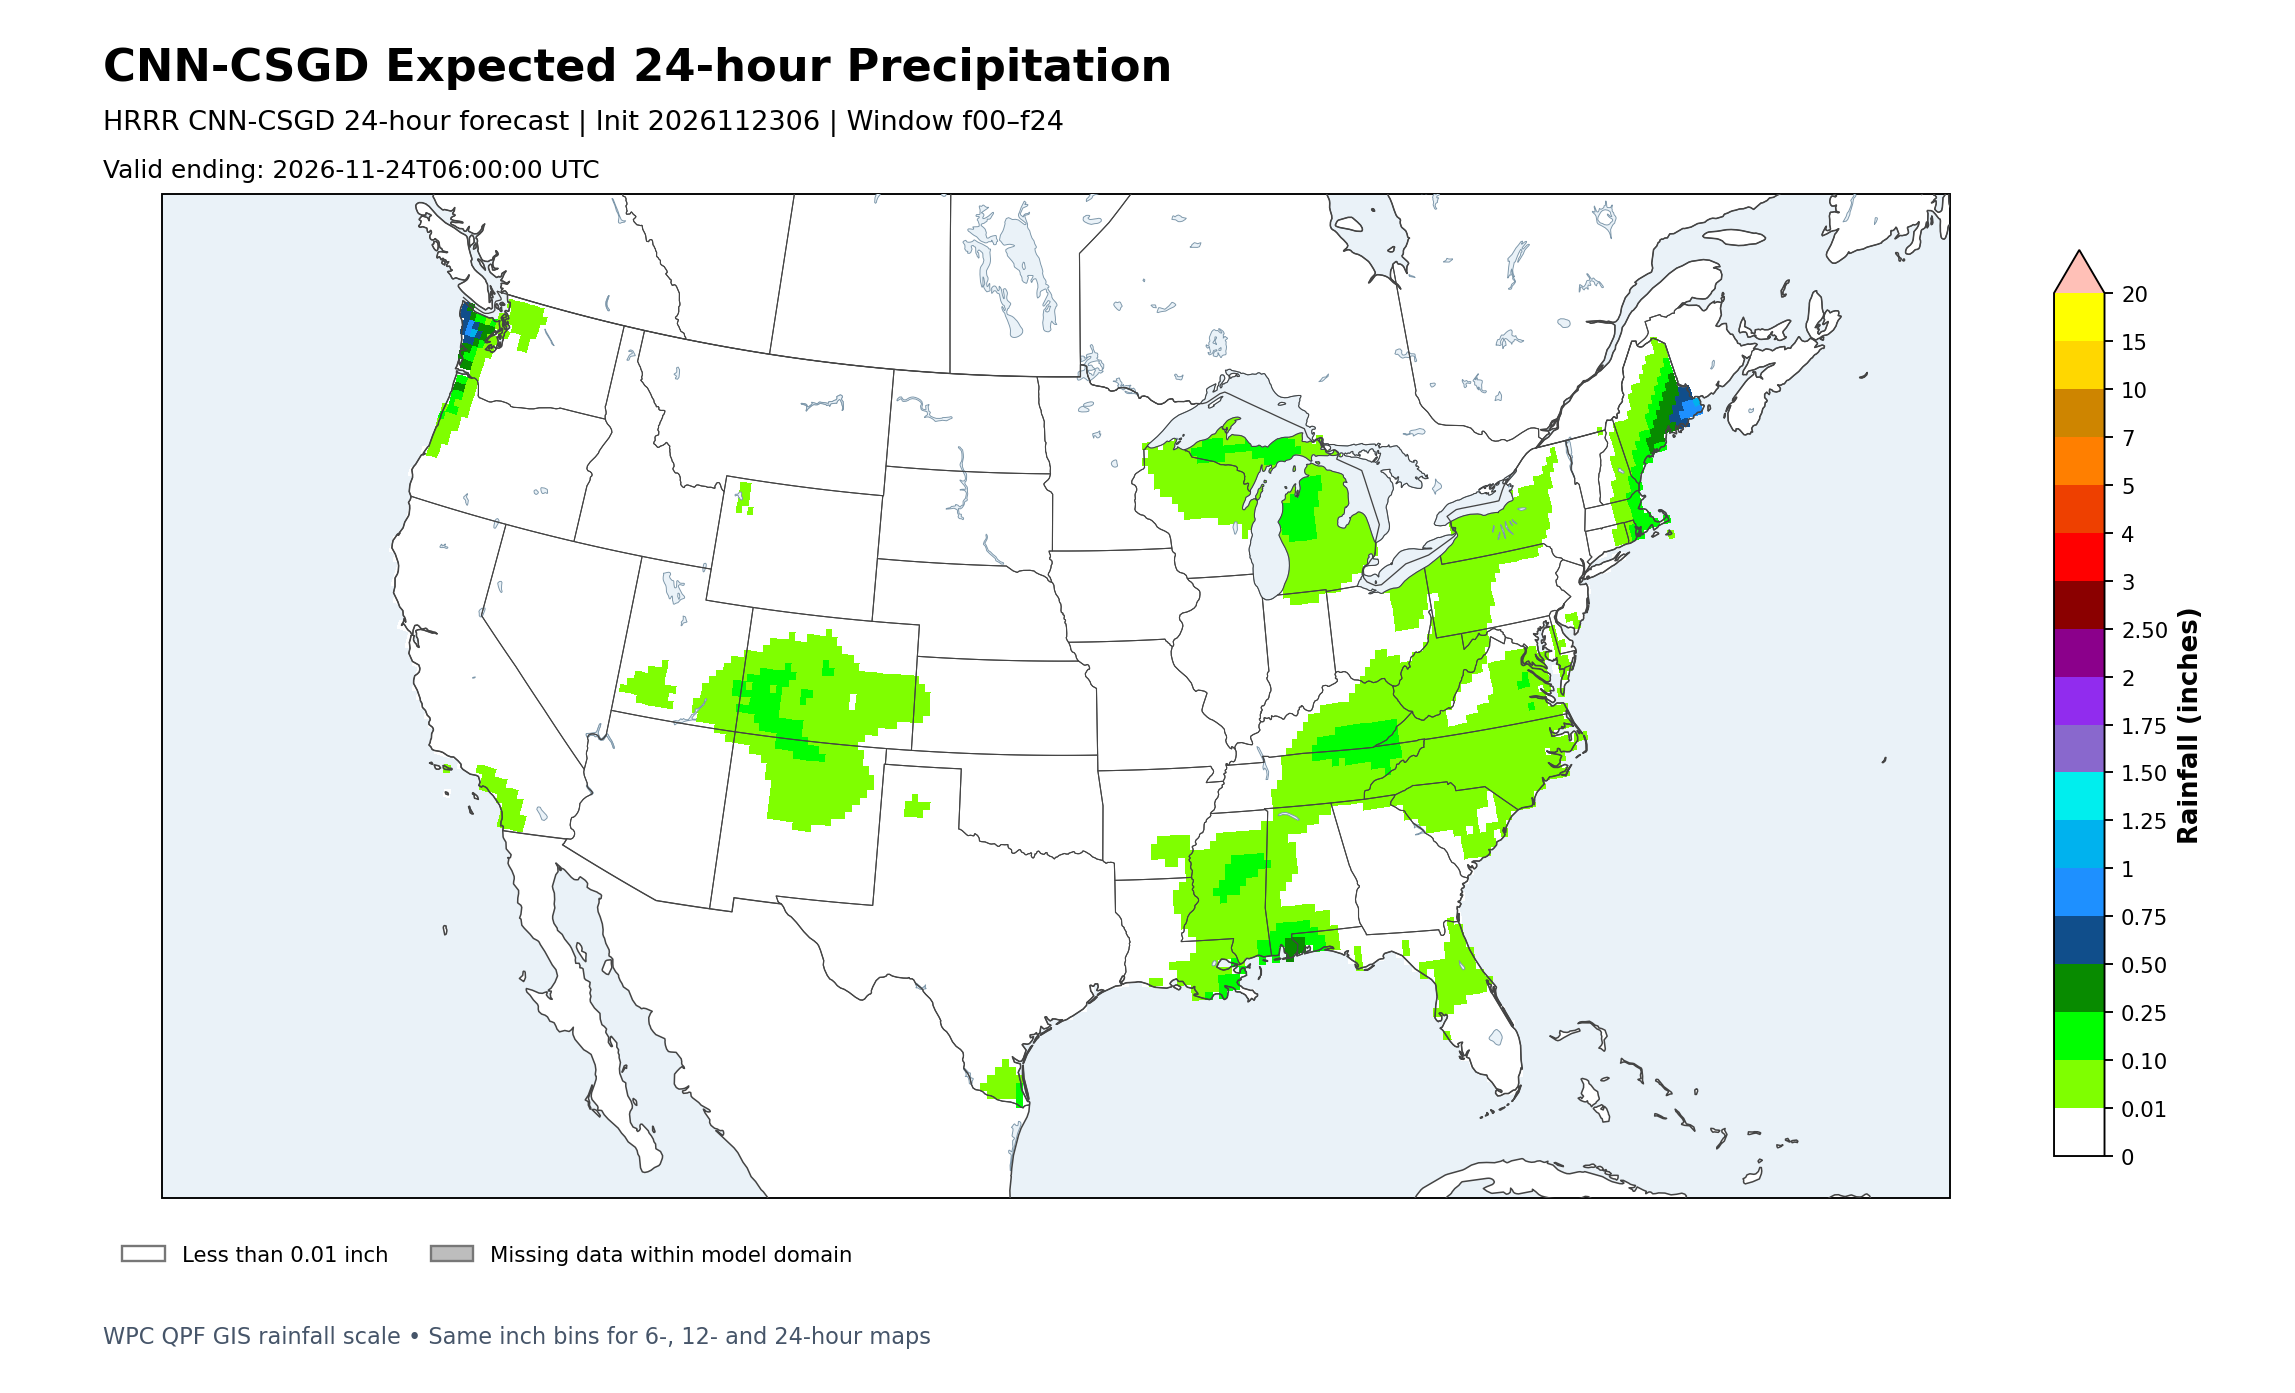 CNN-CSGD Expected 24-hour Precipitation
HRRR CNN-CSGD 24-hour forecast | Init 2026112306 | Window f00–f24
Valid ending: 2026-11-24T06:00:00 UTC
20
15
10
7
5
4
3
2.50
2
1.75
1.50
1.25
1
0.75
0.50
0.25
0.10
0.01
0
Rainfall (inches)
Less than 0.01 inch
Missing data within model domain
WPC QPF GIS rainfall scale • Same inch bins for 6-, 12- and 24-hour maps